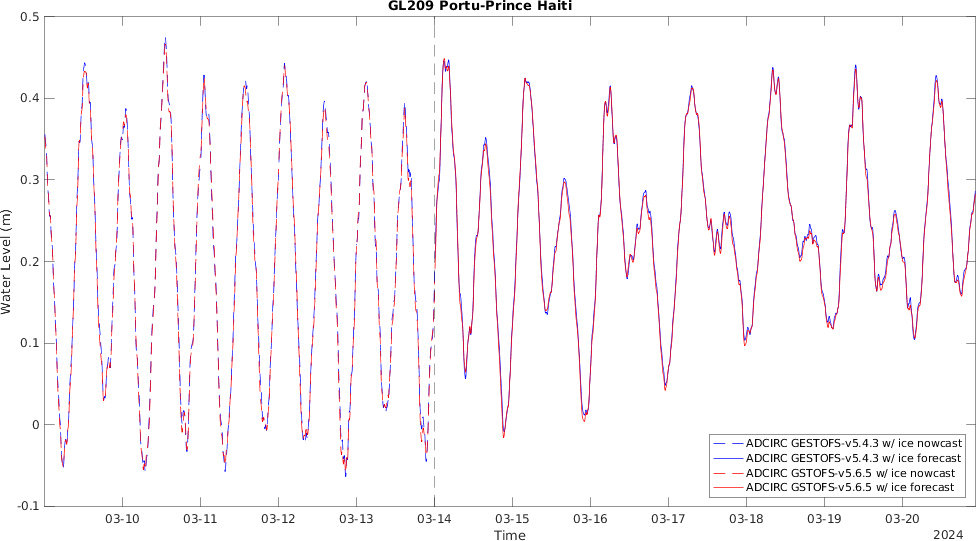 GL209 Portu-Prince Haiti
0.5
0.4
0.3
0.2
0.1
0
-0.1
Water Level (m)
03-10 03-11 03-12 03-13 03-14 03-15 03-16 03-17 03-18 03-19 03-20
Time
2024
ADCIRC GESTOFS-v5.4.3 w/ ice nowcast
ADCIRC GESTOFS-v5.4.3 w/ ice forecast
ADCIRC GSTOFS-v5.6.5 w/ ice nowcast
ADCIRC GSTOFS-v5.6.5 w/ ice forecast